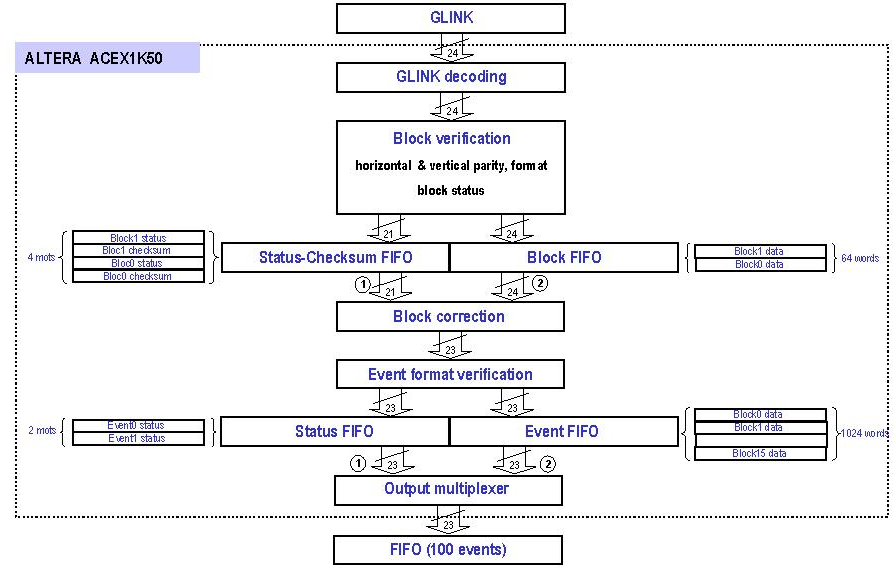 GLINK
ALTERA ACEX1K50
24
GLINK decoding
24
Block verification
horizontal & vertical parity, format
block status
21
24
4 mots
Block1 status
Bloc1 checksum
Bloc0 status
Bloc0 checksum
Status-Checksum FIFO
Block FIFO
Block1 data
Block0 data
64 words
1
21
24
2
Block correction
23
Event format verification
23
23
2 mots
Event0 status
Event1 status
Status FIFO
Event FIFO
Block0 data
Block1 data
Block15 data
1024 words
1
23
23
2
Output multiplexer
23
FIFO (100 events)